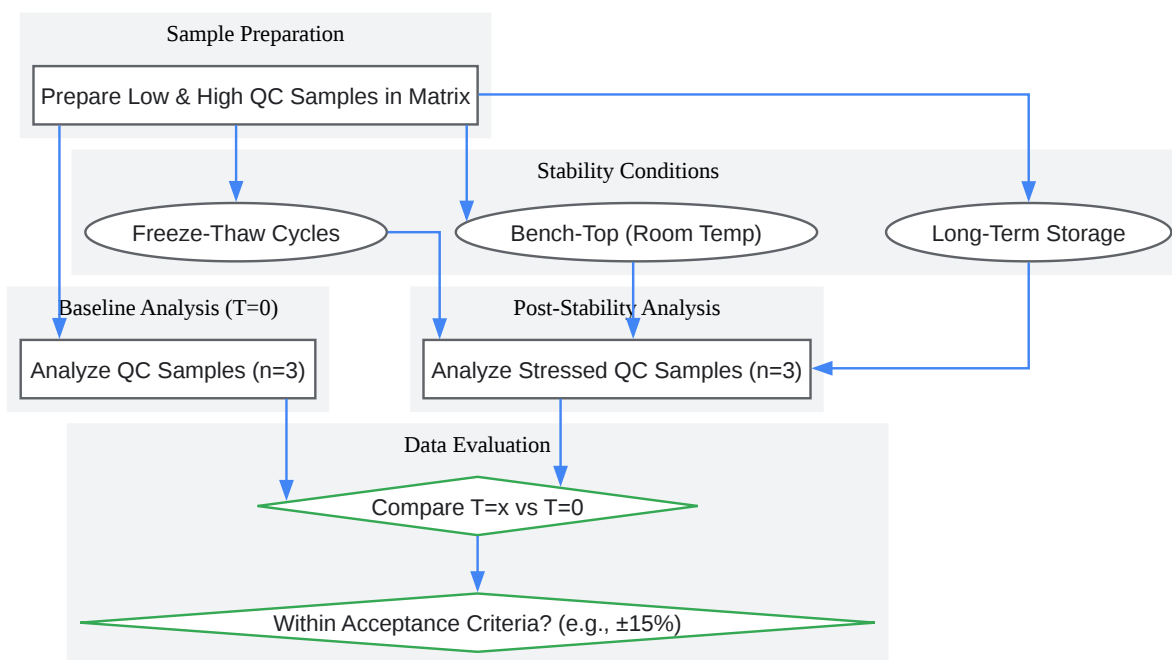 Sample Preparation
Prepare Low & High QC Samples in Matrix
Stability Conditions
Freeze-Thaw Cycles
Bench-Top (Room Temp)
Long-Term Storage
Baseline Analysis (T=0)
Post-Stability Analysis
Analyze QC Samples (n=3)
Analyze Stressed QC Samples (n=3)
Data Evaluation
Compare T=x vs T=0
Within Acceptance Criteria? (e.g., ±15%)